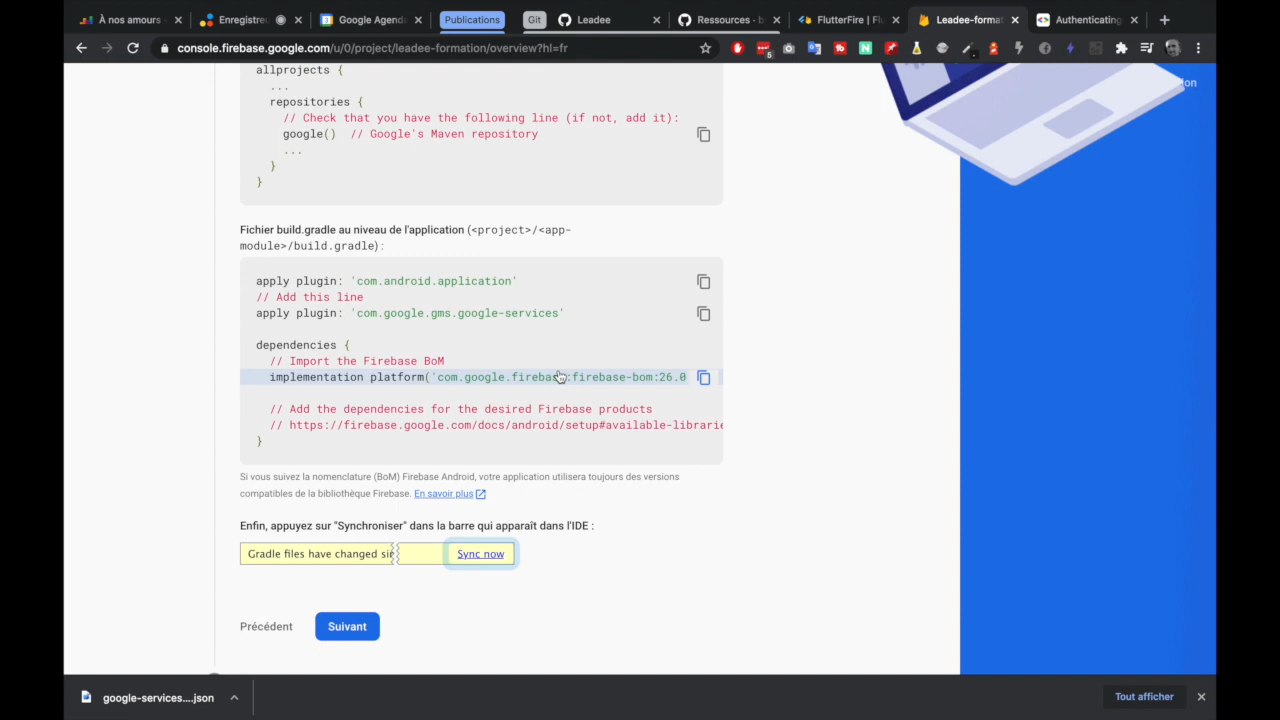 À nos amours -
Enregistreu
Google Agenda
Publications
Git
Leadee
Ressources · b
FlutterFire | Flu
Leadee-format
Authenticating
console.firebase.google.com/u/0/project/leadee-formation/overview?hl=fr
5
on
allprojects {
...
repositories {
// Check that you have the following line (if not, add it):
google()  // Google's Maven repository
...
}
}
Fichier build.gradle au niveau de l'application (<project>/<app-
module>/build.gradle) :
apply plugin: 'com.android.application'
// Add this line
apply plugin: 'com.google.gms.google-services'
dependencies {
// Import the Firebase BoM
implementation platform('com.google.firebase:firebase-bom:26.0
// Add the dependencies for the desired Firebase products
// https://firebase.google.com/docs/android/setup#available-librarie
}
Si vous suivez la nomenclature (BoM) Firebase Android, votre application utilisera toujours des versions
compatibles de la bibliothèque Firebase. En savoir plus
Enfin, appuyez sur "Synchroniser" dans la barre qui apparaît dans l'IDE :
Gradle files have changed sin
Sync now
Précédent
Suivant
google-services....json
Tout afficher